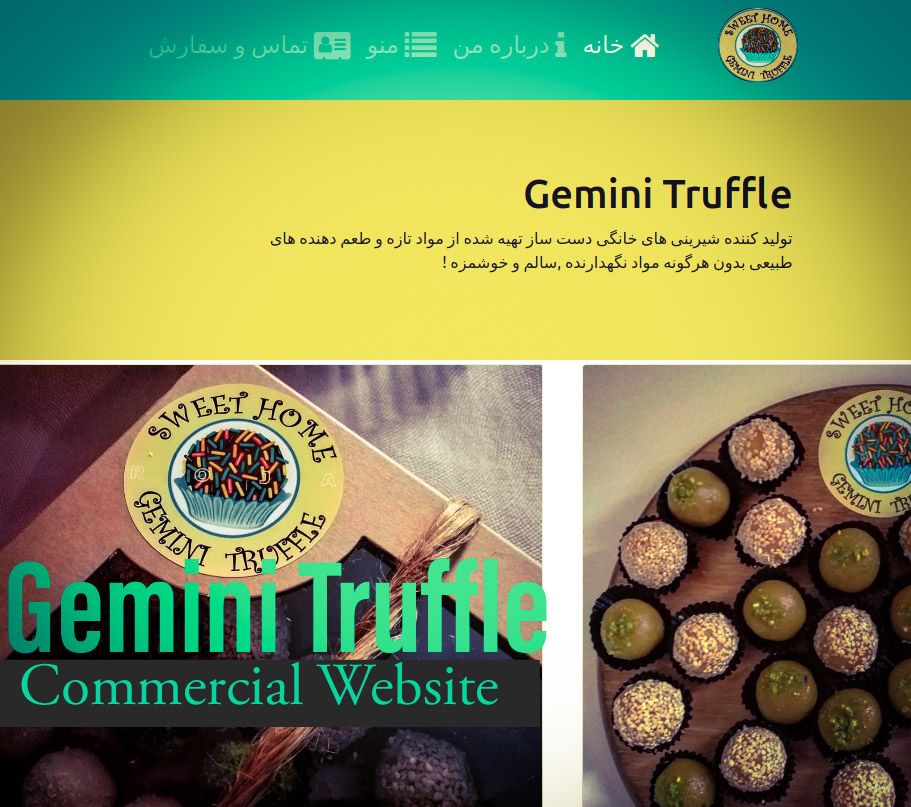 خانه
درباره من
منو
تماس و سفارش
SWEET HOME
GEMINI TRUFFLE
Gemini Truffle
تولید کننده شیرینی های خانگی دست ساز تهیه شده از مواد تازه و طعم دهنده های
طبیعی بدون هرگونه مواد نگهدارنده ,سالم و خوشمزه !
SWEET HOME
GEMINI TRUFFLE
R O J A
Gemini Truffle
Commercial Website
SWEET HO
GEMINI TRU